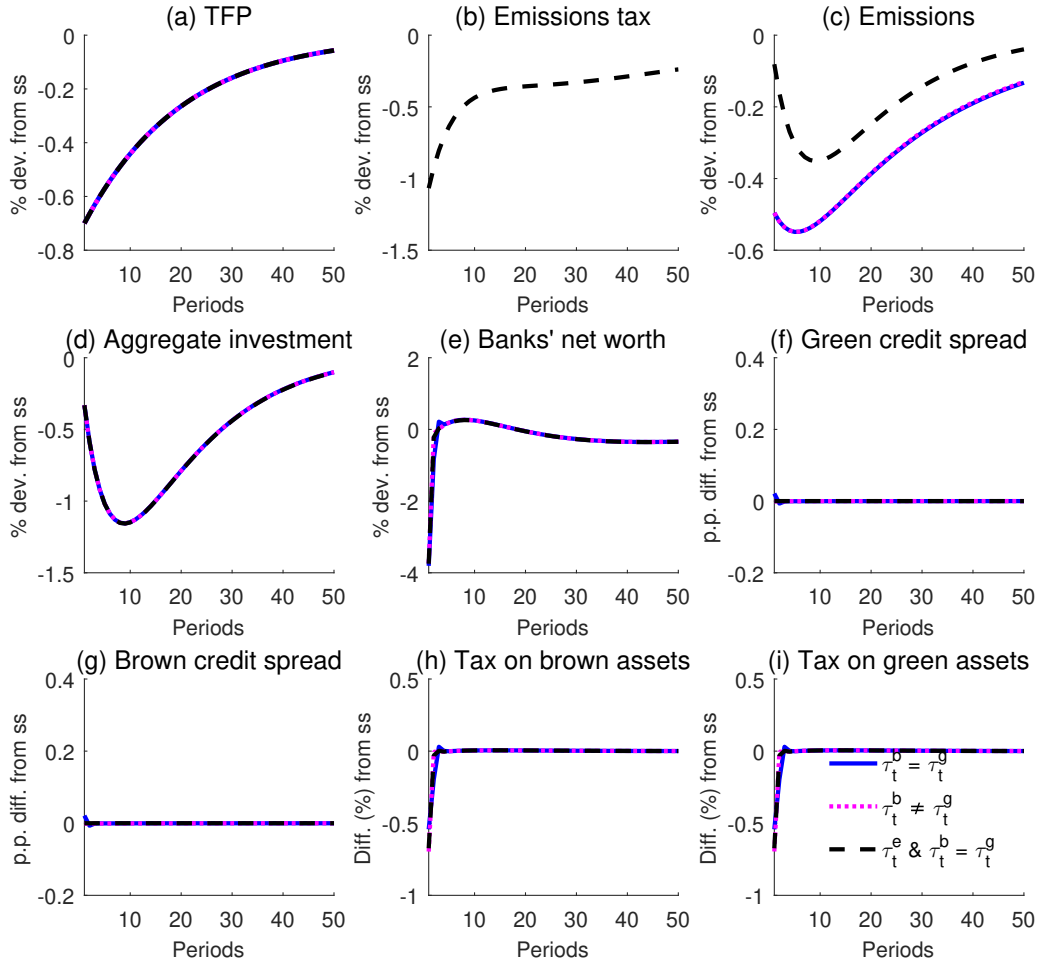 (a) TFP
% dev. from ss
0
-0.2
-0.4
-0.6
-0.8
10 20 30 40 50
Periods
(b) Emissions tax
% dev. from ss
0
-0.5
-1
-1.5
10 20 30 40 50
Periods
(c) Emissions
% dev. from ss
0
-0.2
-0.4
-0.6
10 20 30 40 50
Periods
(d) Aggregate investment
% dev. from ss
0
-0.5
-1
-1.5
10 20 30 40 50
Periods
(e) Banks' net worth
% dev. from ss
2
0
-2
-4
10 20 30 40 50
Periods
(f) Green credit spread
p.p. diff. from ss
0.4
0.2
0
-0.2
10 20 30 40 50
Periods
(g) Brown credit spread
p.p. diff. from ss
0.4
0.2
0
-0.2
10 20 30 40 50
Periods
(h) Tax on brown assets
Diff. (%) from ss
0.5
0
-0.5
-1
10 20 30 40 50
Periods
(i) Tax on green assets
Diff. (%) from ss
0.5
0
-0.5
-1
τ_t^b = τ_t^g
τ_t^b ≠ τ_t^g
τ_t^e & τ_t^b = τ_t^g
10 20 30 40 50
Periods